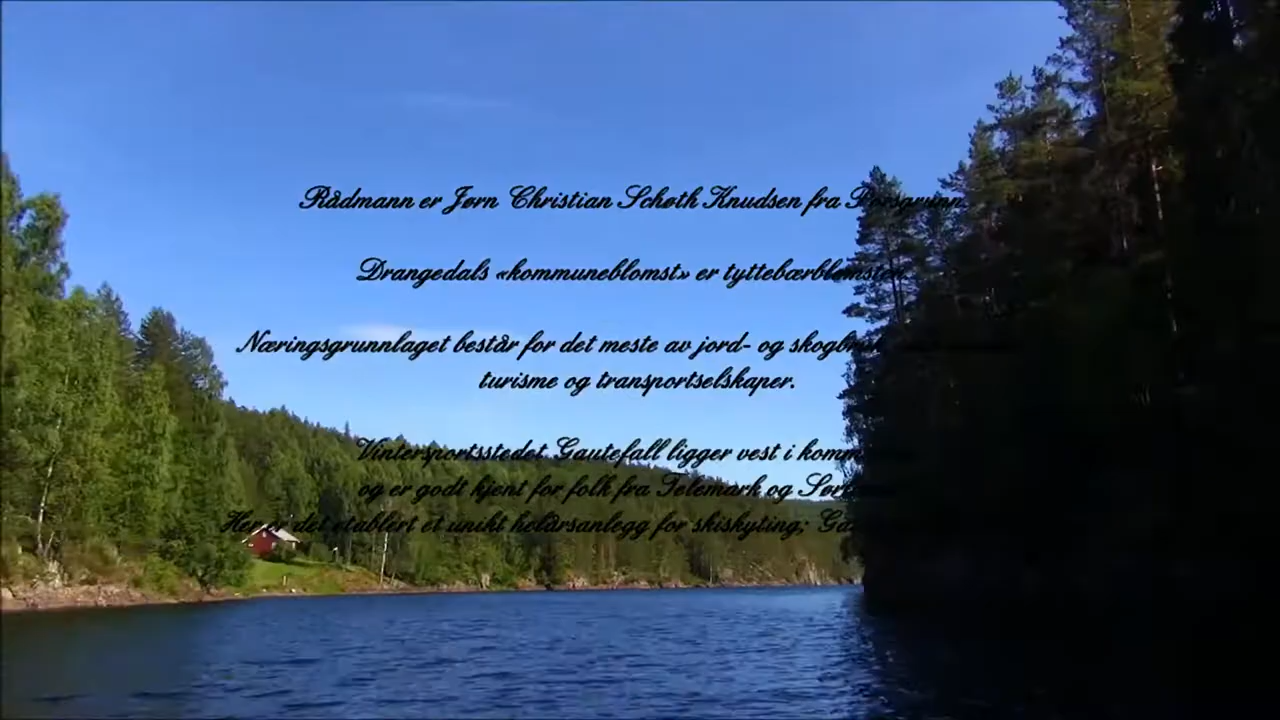 Rådmann er Jørn Christian Schøth Knudsen fra Porsgrunn.
Drangedals «kommuneblomst» er tyttebærblomsten.
Næringsgrunnlaget består for det meste av jord- og
turisme og transportselskaper.
Vintersportsstedet Gautefall ligger vest i
og er godt kjent for folk fra Telemark og
Her er det etablert et unikt helårsanlegg for skiskyting;